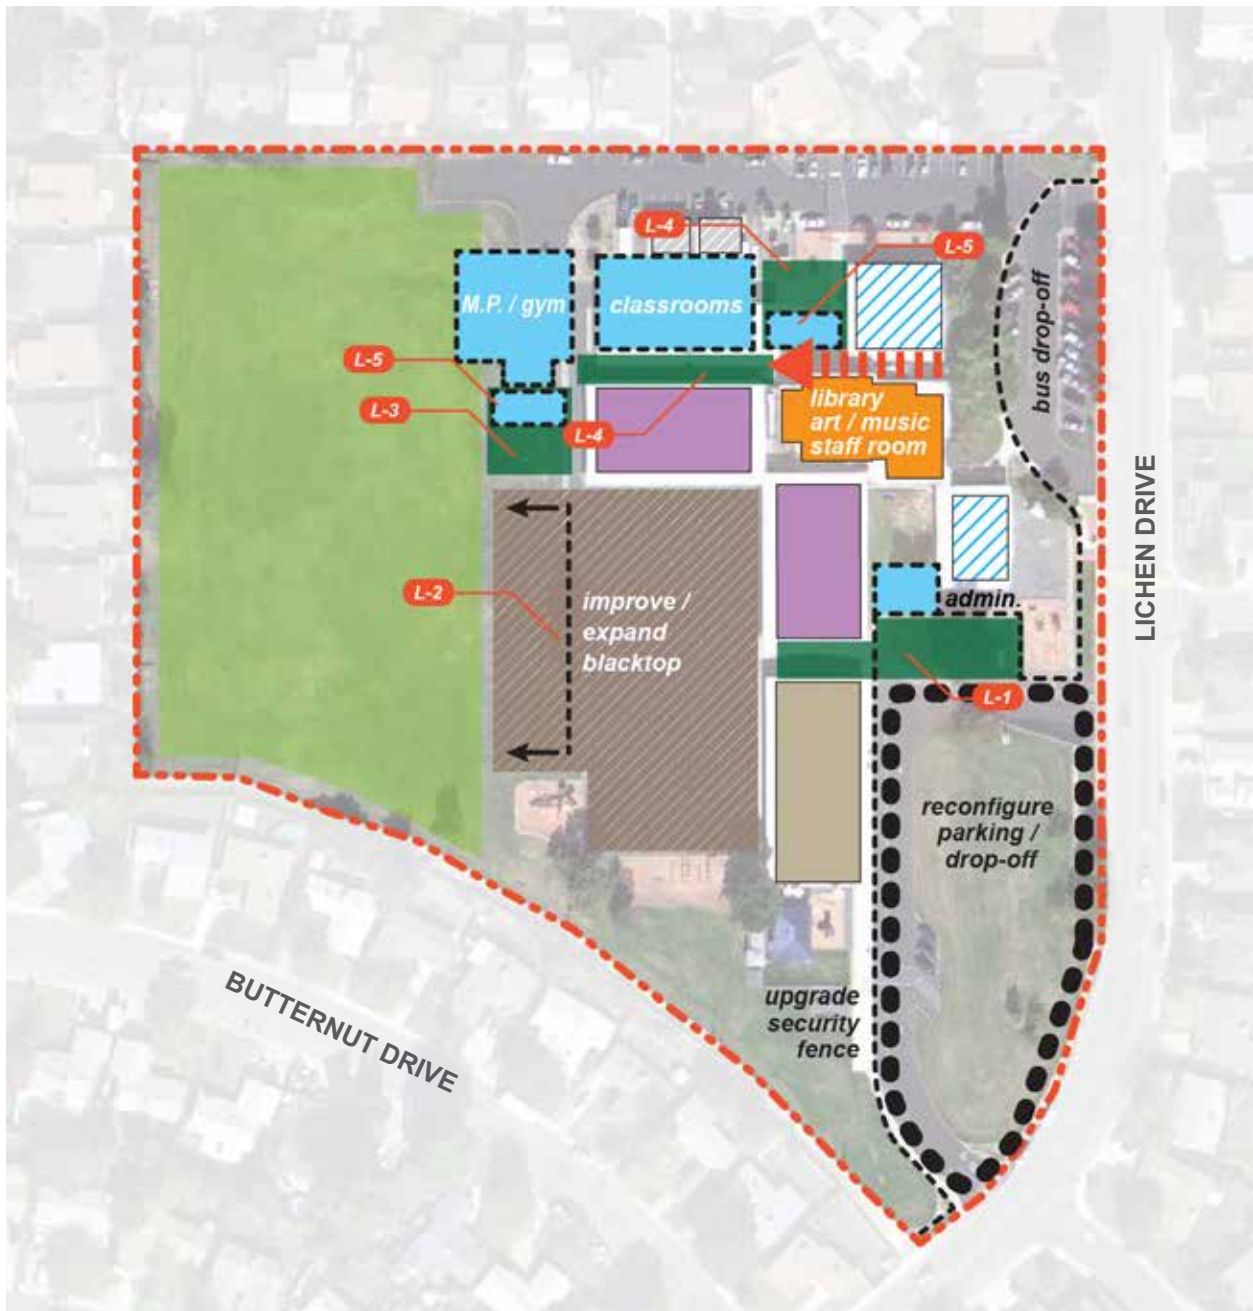 L-4
L-5
M.P. / gym
classrooms
bus drop-off
L-5
L-3
L-4
library
art / music
staff room
LICHEN DRIVE
L-2
improve /
expand
blacktop
admin.
L-1
reconfigure
parking /
drop-off
upgrade
security
fence
BUTTERNUT DRIVE